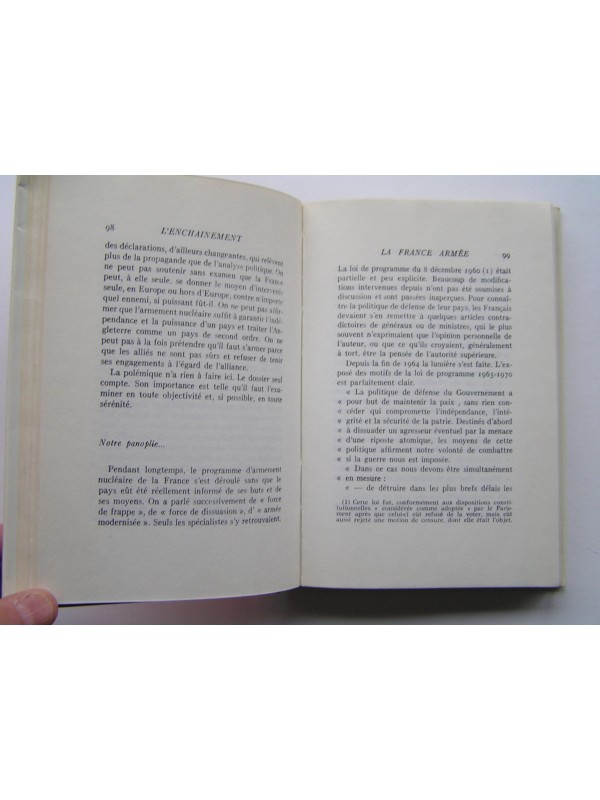 98
L'ENCHAINEMENT
des déclarations, d'ailleurs changeantes, qui relèvent
plus de la propagande que de l'analyse politique. On
ne peut pas soutenir sans examen que la France
peut, à elle seule, se donner le moyen d'intervenir
seule, en Europe ou hors d'Europe, contre n'importe
quel ennemi, si puissant fût-il. On ne peut pas affir-
mer que l'armement nucléaire suffit à garantir l'indé-
pendance et la puissance d'un pays et traiter l'An-
gleterre comme un pays de second ordre. On ne
peut pas à la fois prétendre qu'il faut s'armer parce
que les alliés ne sont pas sûrs et refuser de tenir
ses engagements à l'égard de l'alliance.
La polémique n'a rien à faire ici. Le dossier seul
compte. Son importance est telle qu'il faut l'exa-
miner en toute objectivité et, si possible, en toute
sérénité.
Notre panoplie...
Pendant longtemps, le programme d'armement
nucléaire de la France s'est déroulé sans que le
pays eût été réellement informé de ses buts et de
ses moyens. On a parlé successivement de « force
de frappe », de « force de dissuasion », d' « armée
modernisée ». Seuls les spécialistes s'y retrouvaient.
LA FRANCE ARMÉE
99
La loi de programme du 8 décembre 1960 (1) était
partielle et peu explicite. Beaucoup de modifica-
tions intervenues depuis n'ont pas été soumises à
discussion et sont passées inaperçues. Pour connaî-
tre la politique de défense de leur pays, les Français
devaient s'en remettre à quelques articles contra-
dictoires de généraux ou de ministres, qui le plus
souvent n'exprimaient que l'opinion personnelle de
l'auteur, ou ce qu'ils croyaient, généralement
à tort, être la pensée de l'autorité supérieure.
Depuis la fin de 1964 la lumière s'est faite. L'ex-
posé des motifs de la loi de programme 1965-1970
est parfaitement clair.
« La politique de défense du Gouvernement a
« pour but de maintenir la paix , sans rien con-
« céder qui compromette l'indépendance, l'inté-
« grité et la sécurité de la patrie. Destinés d'abord
« à dissuader un agresseur éventuel par la menace
« d'une riposte atomique, les moyens de cette
« politique affirment notre volonté de combattre
« si la guerre nous est imposée.
« Dans ce cas nous devons être simultanément
« en mesure :
« — de détruire dans les plus brefs délais les
(1) Cette loi fut, conformément aux dispositions consti-
tutionnelles « considérée comme adoptée » par le Parle-
ment après que celui-ci eut refusé de la voter, mais eût
aussi rejeté une motion de censure, dont elle était l'objet.